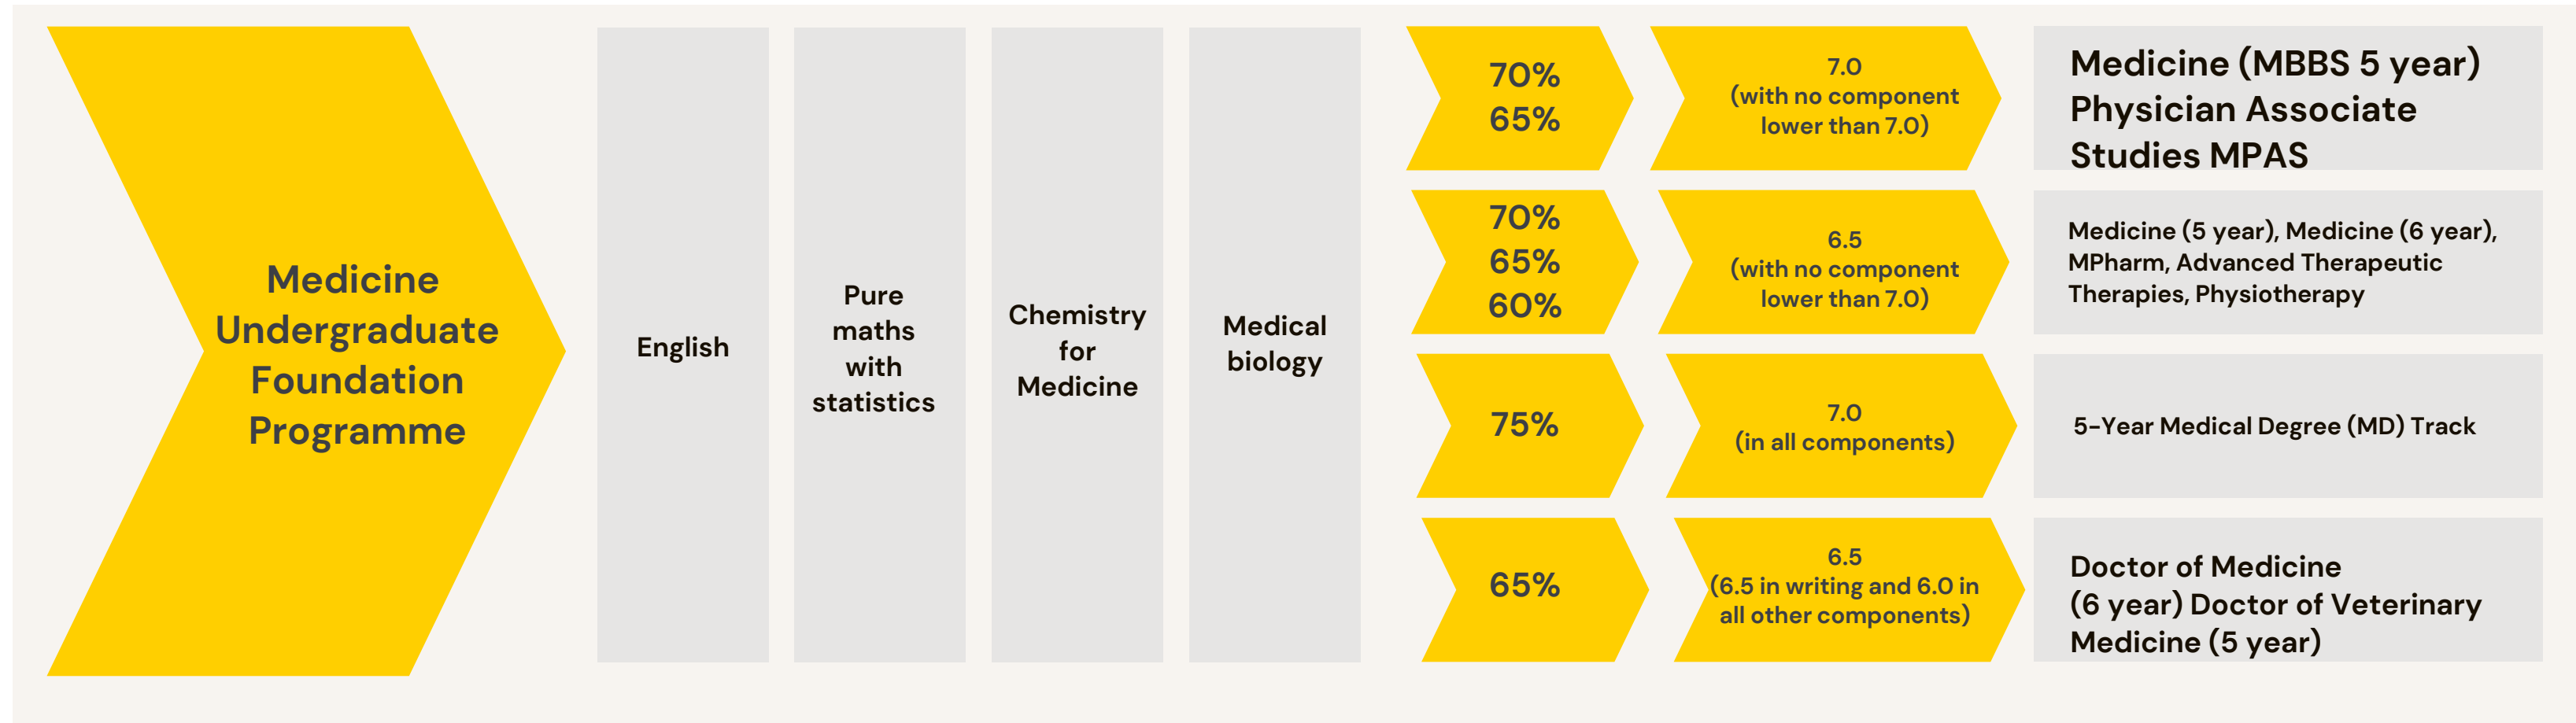 Medicine
Undergraduate
Foundation
Programme
English
Pure
maths
with
statistics
Chemistry
for
Medicine
Medical
biology
70%
65%
7.0
(with no component
lower than 7.0)
Medicine (MBBS 5 year)
Physician Associate
Studies MPAS
70%
65%
60%
6.5
(with no component
lower than 7.0)
Medicine (5 year), Medicine (6 year),
MPharm, Advanced Therapeutic
Therapies, Physiotherapy
75%
7.0
(in all components)
5-Year Medical Degree (MD) Track
65%
6.5
(6.5 in writing and 6.0 in
all other components)
Doctor of Medicine
(6 year) Doctor of Veterinary
Medicine (5 year)